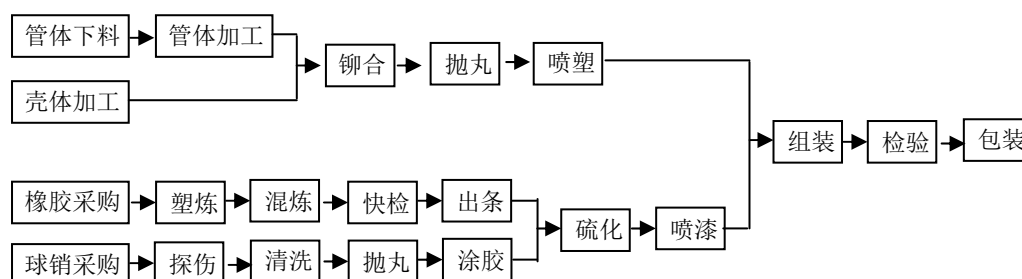 管体下料
管体加工
壳体加工
铆合
抛丸
喷塑
组装
检验
包装
橡胶采购
塑炼
混炼
快检
出条
球销采购
探伤
清洗
抛丸
涂胶
硫化
喷漆